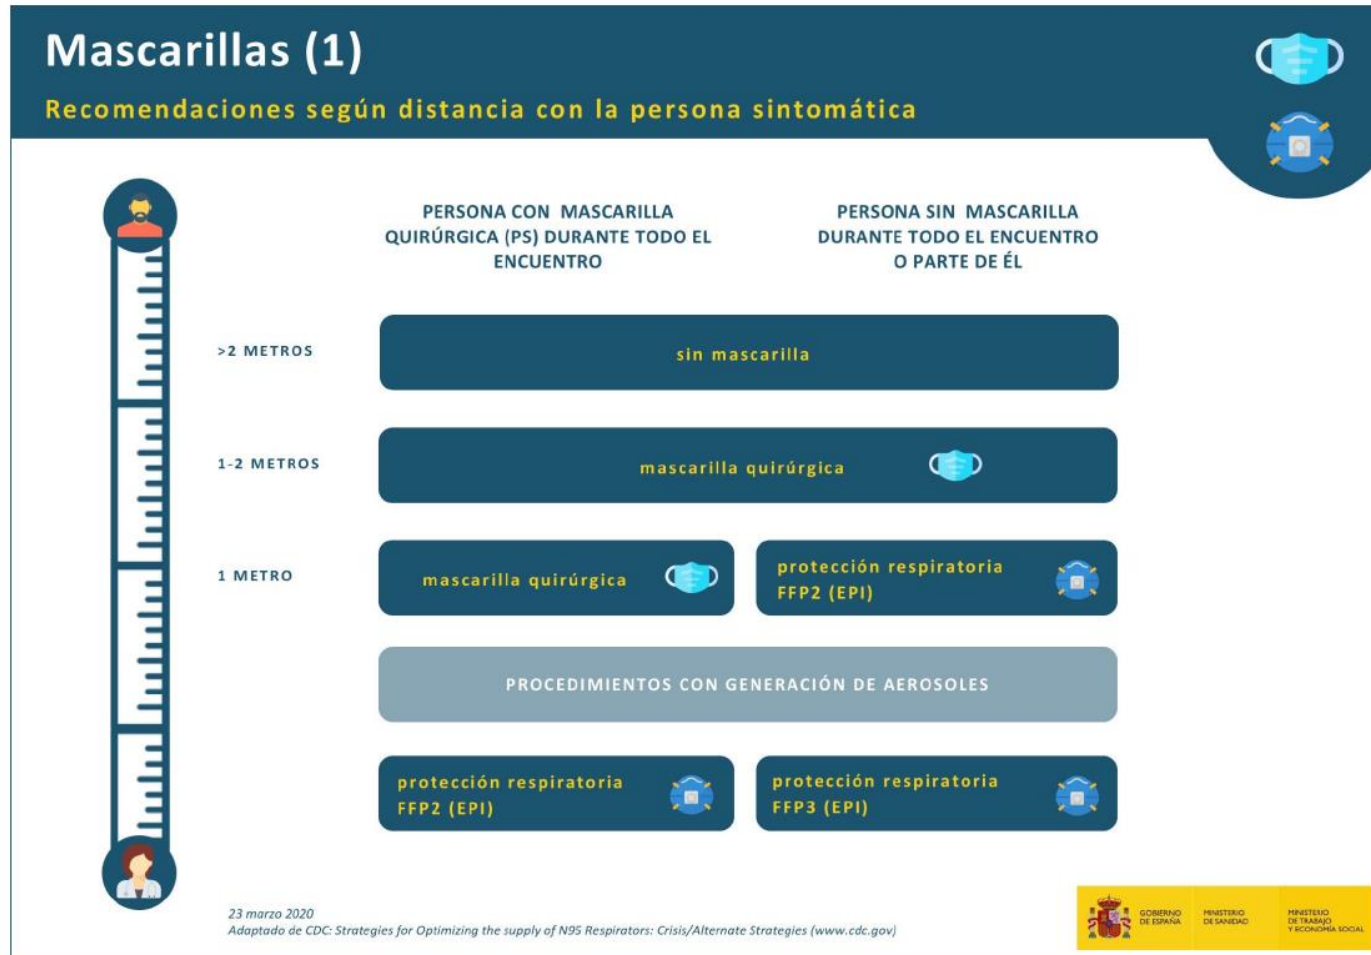 Mascarillas (1)
Recomendaciones según distancia con la persona sintomática
PERSONA CON MASCARILLA
QUIRÚRGICA (PS) DURANTE TODO EL
ENCUENTRO
PERSONA SIN MASCARILLA
DURANTE TODO EL ENCUENTRO
O PARTE DE ÉL
>2 METROS
sin mascarilla
1-2 METROS
mascarilla quirúrgica
1 METRO
mascarilla quirúrgica
protección respiratoria
FFP2 (EPI)
PROCEDIMIENTOS CON GENERACIÓN DE AEROSOLES
protección respiratoria
FFP2 (EPI)
protección respiratoria
FFP3 (EPI)
23 marzo 2020
Adaptado de CDC: Strategies for Optimizing the supply of N95 Respirators: Crisis/Alternate Strategies (www.cdc.gov)
GOBIERNO
DE ESPAÑA
MINISTERIO
DE SANIDAD
MINISTERIO
DE TRABAJO
Y ECONOMÍA SOCIAL